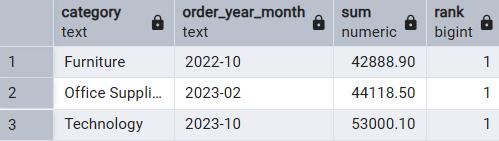 category order_year_month sum rank
text text numeric bigint
1 Furniture 2022-10 42888.90 1
2 Office Suppli... 2023-02 44118.50 1
3 Technology 2023-10 53000.10 1